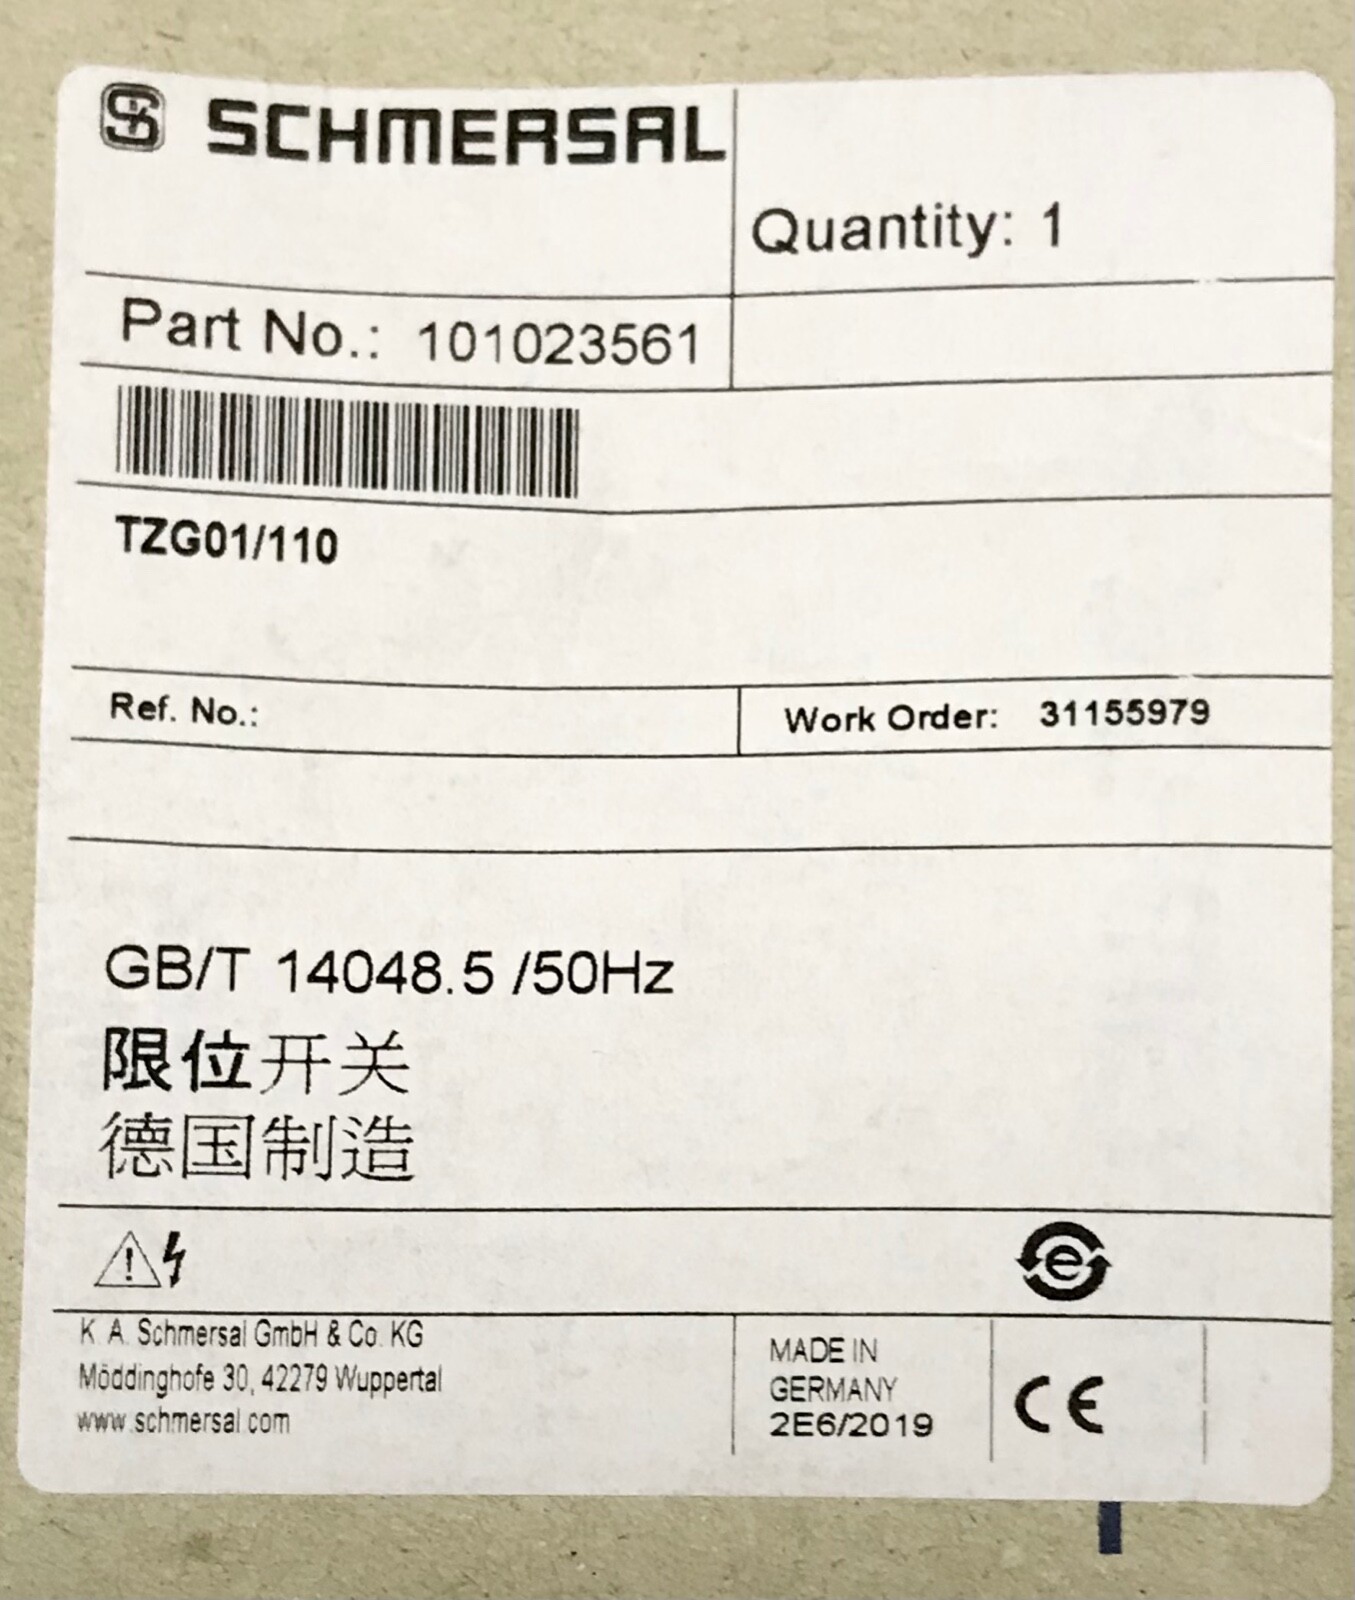 SCHMERSAL
Quantity: 1
Part No.: 101023561
TZG01/110
Ref. No.:
Work Order: 31155979
GB/T 14048.5 /50Hz
限位开关
德国制造
e
K. A. Schmersal GmbH & Co. KG
Möddinghofe 30, 42279 Wuppertal
www.schmersal.com
MADE IN
GERMANY
2E6/2019
CE